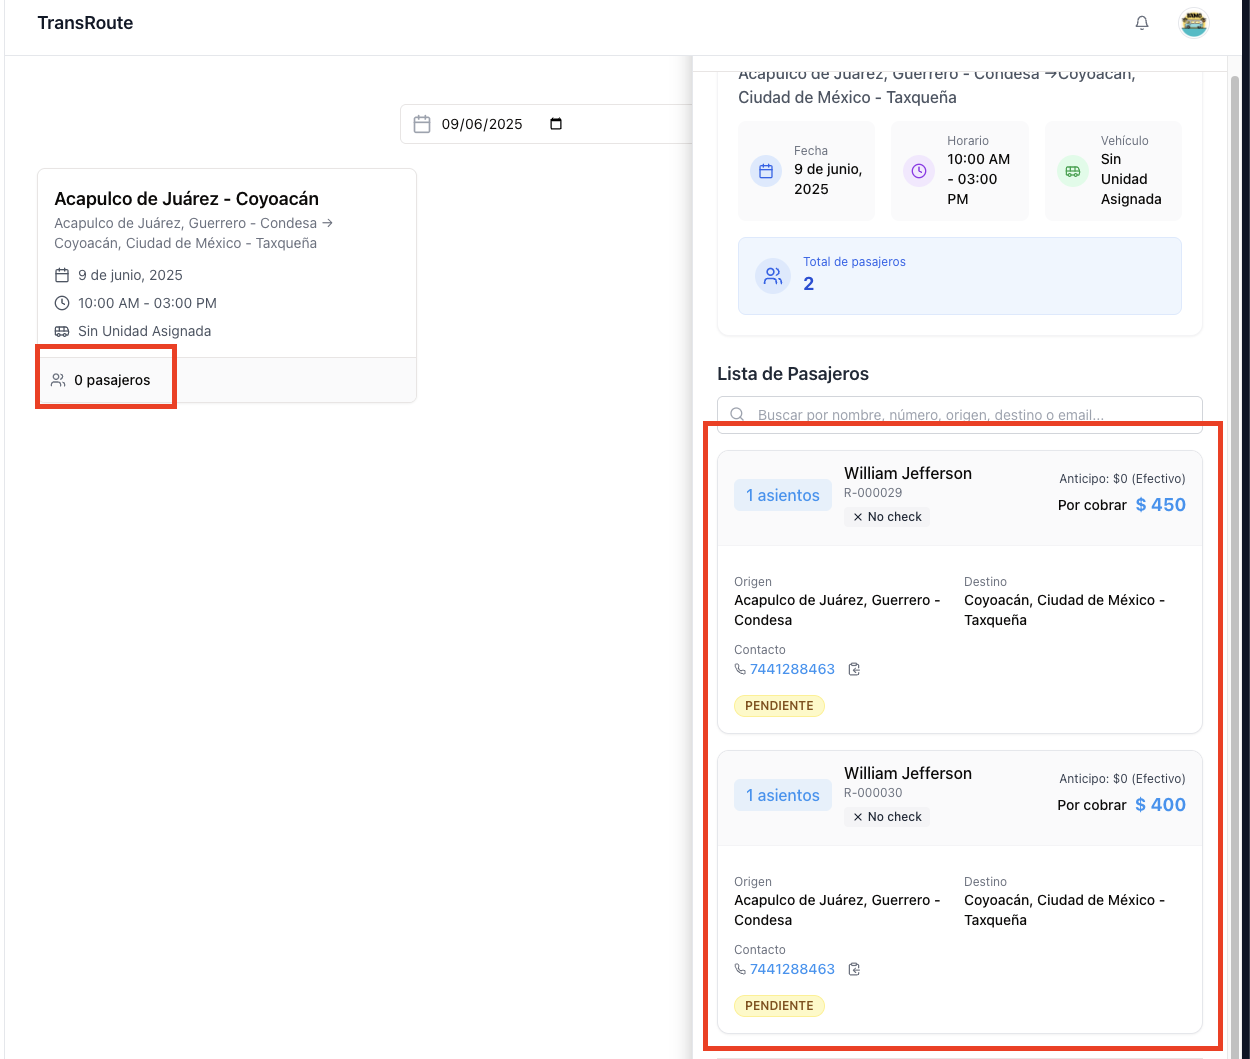 TransRoute
09/06/2025
Acapulco de Juárez - Coyoacán
Acapulco de Juárez, Guerrero - Condesa →
Coyoacán, Ciudad de México - Taxqueña
9 de junio, 2025
10:00 AM - 03:00 PM
Sin Unidad Asignada
0 pasajeros
Acapulco de Juárez, Guerrero - Condesa →Coyoacán,
Ciudad de México - Taxqueña
Fecha
9 de junio,
2025
Horario
10:00 AM
- 03:00
PM
Vehículo
Sin
Unidad
Asignada
Total de pasajeros
2
Lista de Pasajeros
Buscar por nombre, número, origen, destino o email...
1 asientos
William Jefferson
R-000029
× No check
Anticipo: $0 (Efectivo)
Por cobrar $ 450
Origen
Acapulco de Juárez, Guerrero -
Condesa
Destino
Coyoacán, Ciudad de México -
Taxqueña
Contacto
7441288463
PENDIENTE
1 asientos
William Jefferson
R-000030
× No check
Anticipo: $0 (Efectivo)
Por cobrar $ 400
Origen
Acapulco de Juárez, Guerrero -
Condesa
Destino
Coyoacán, Ciudad de México -
Taxqueña
Contacto
7441288463
PENDIENTE